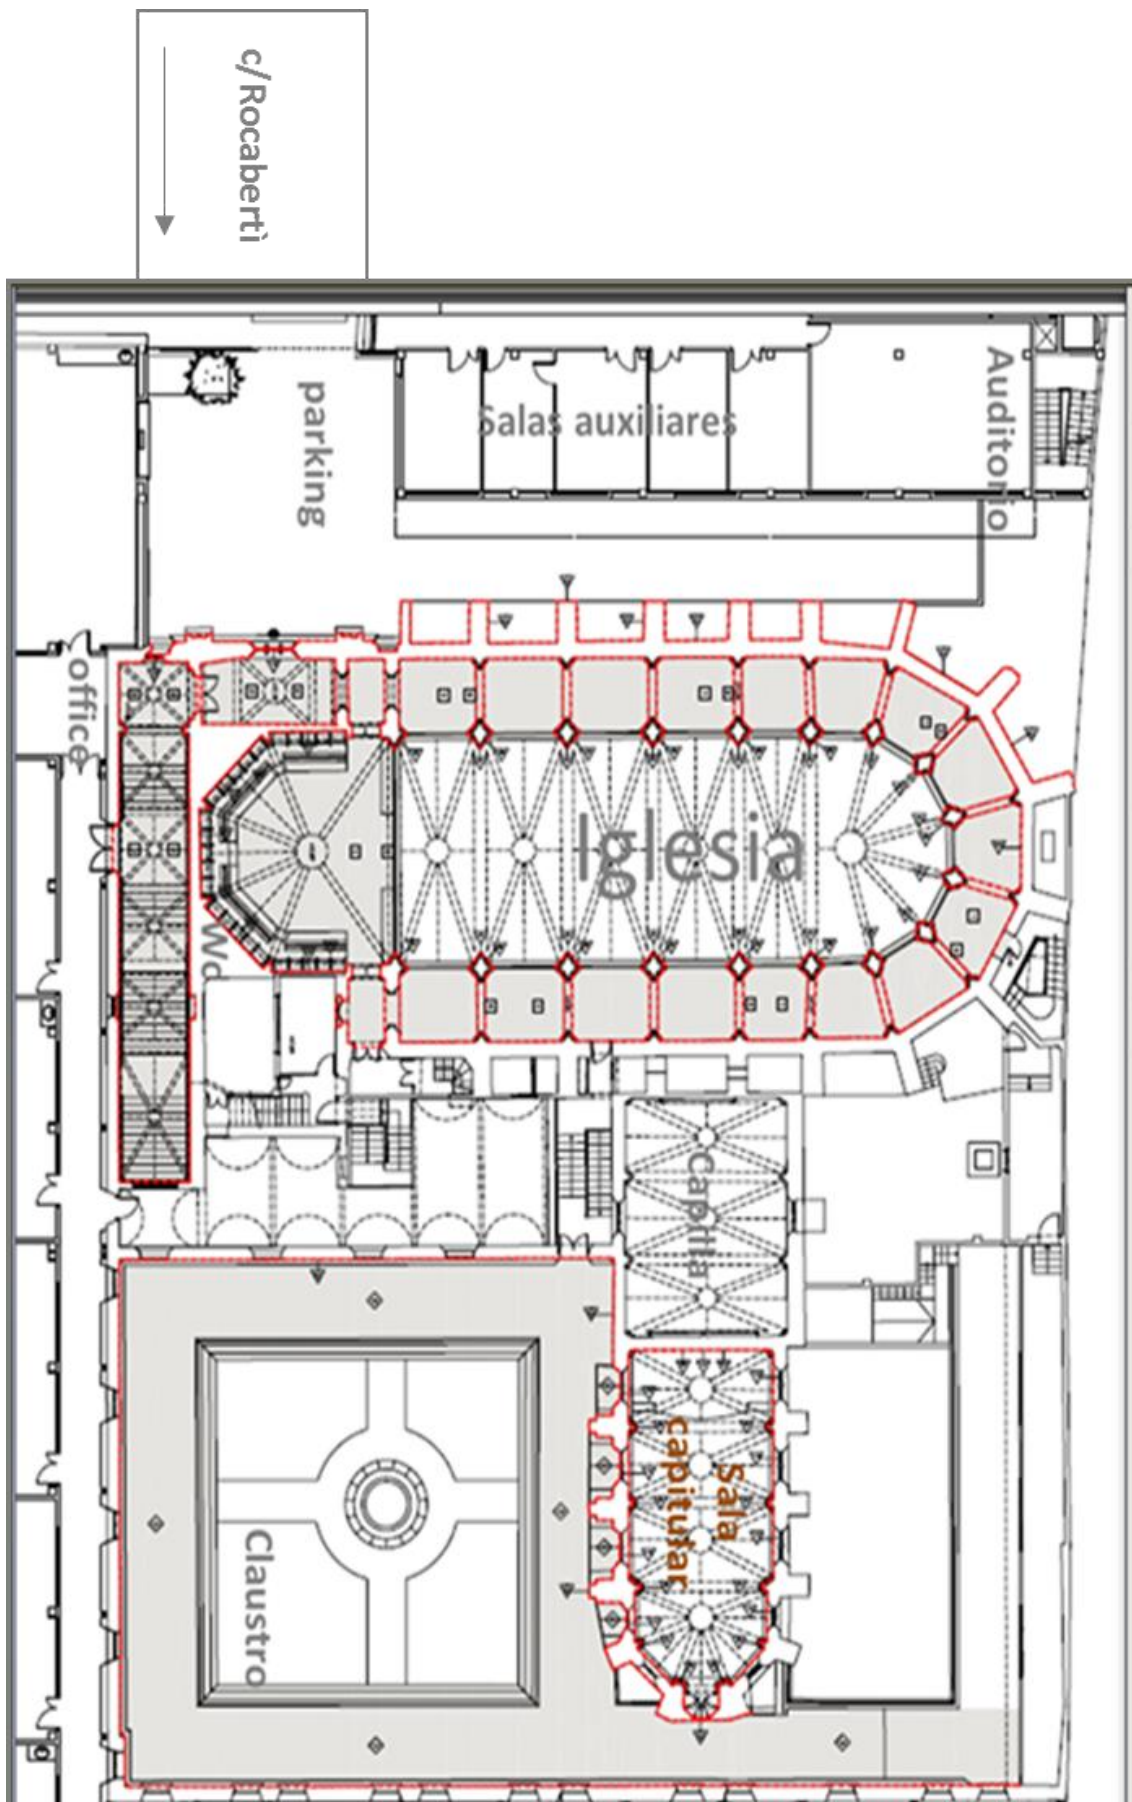 c/Rocabertì
parking
Salas auxiliares
Auditorio
office
Iglesia
Wc
capilla
Sala
capitular
Claustro